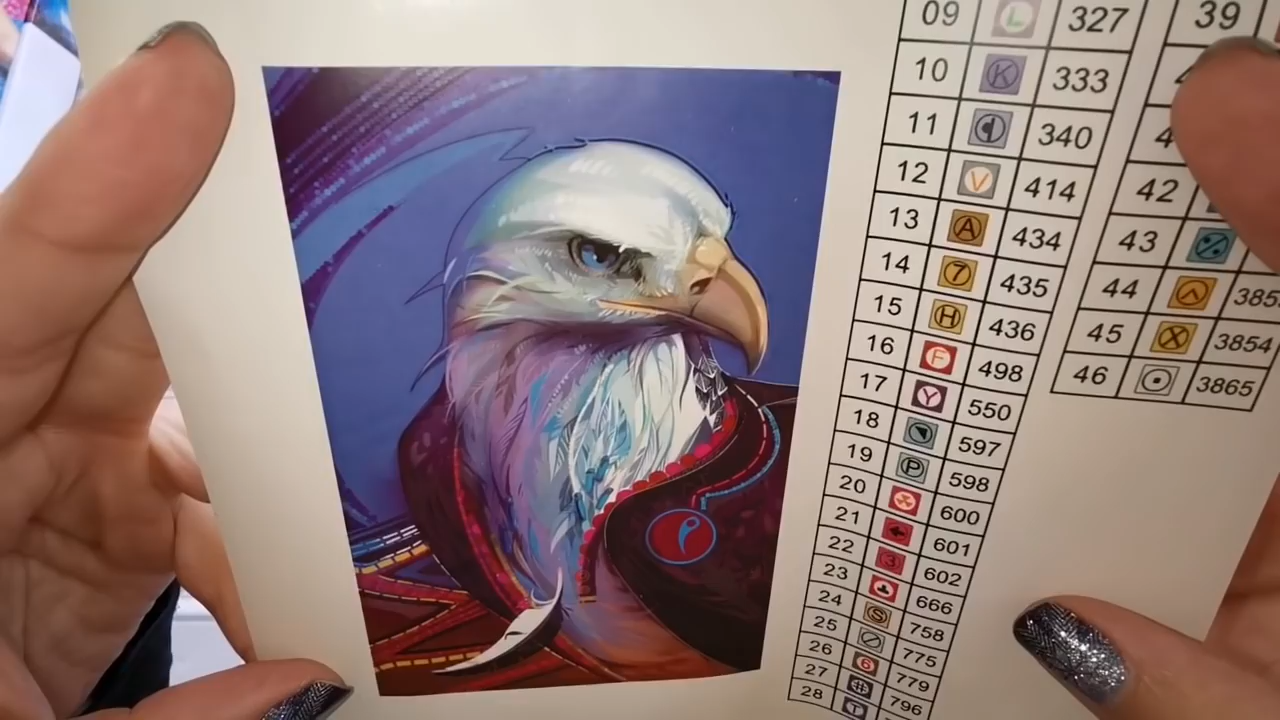 09 L 327 39
10 K 333
11 340
12 V 414 42
13 A 434 43
14 7 435 44 385
15 H 436 45 X 3854
16 F 498 46 3865
17 Y 550
18 597
19 P 598
20 600
21 601
22 3 602
23 666
24 S 758
25 775
26 6 779
27 796
28 T